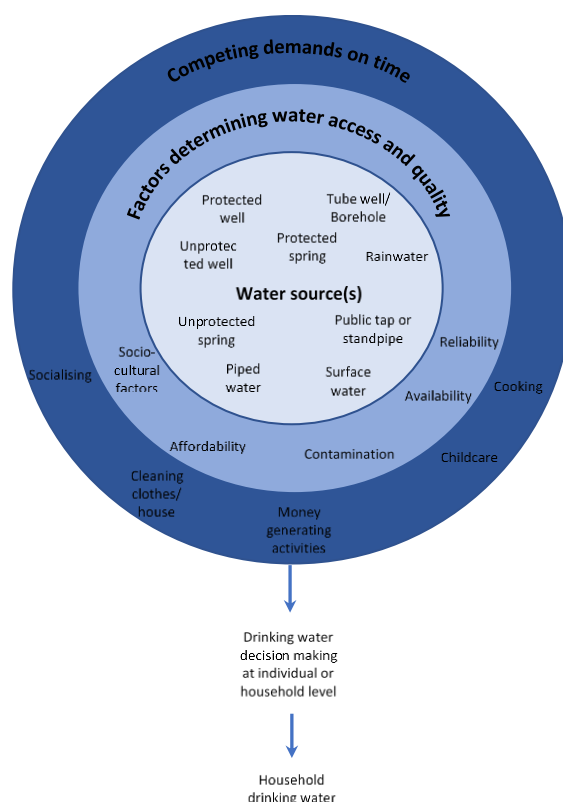 Competing demands on time
Factors determining water access and quality
Protected
well
Tube well/
Borehole
Unprotec
ted well
Protected
spring
Rainwater
Water source(s)
Unprotected
spring
Public tap or
standpipe
Piped
water
Surface
water
Reliability
Socio-
cultural
factors
Availability
Affordability
Contamination
Socialising
Cooking
Cleaning
clothes/
house
Childcare
Money
generating
activities
Drinking water
decision making
at individual or
household level
Household
drinking water